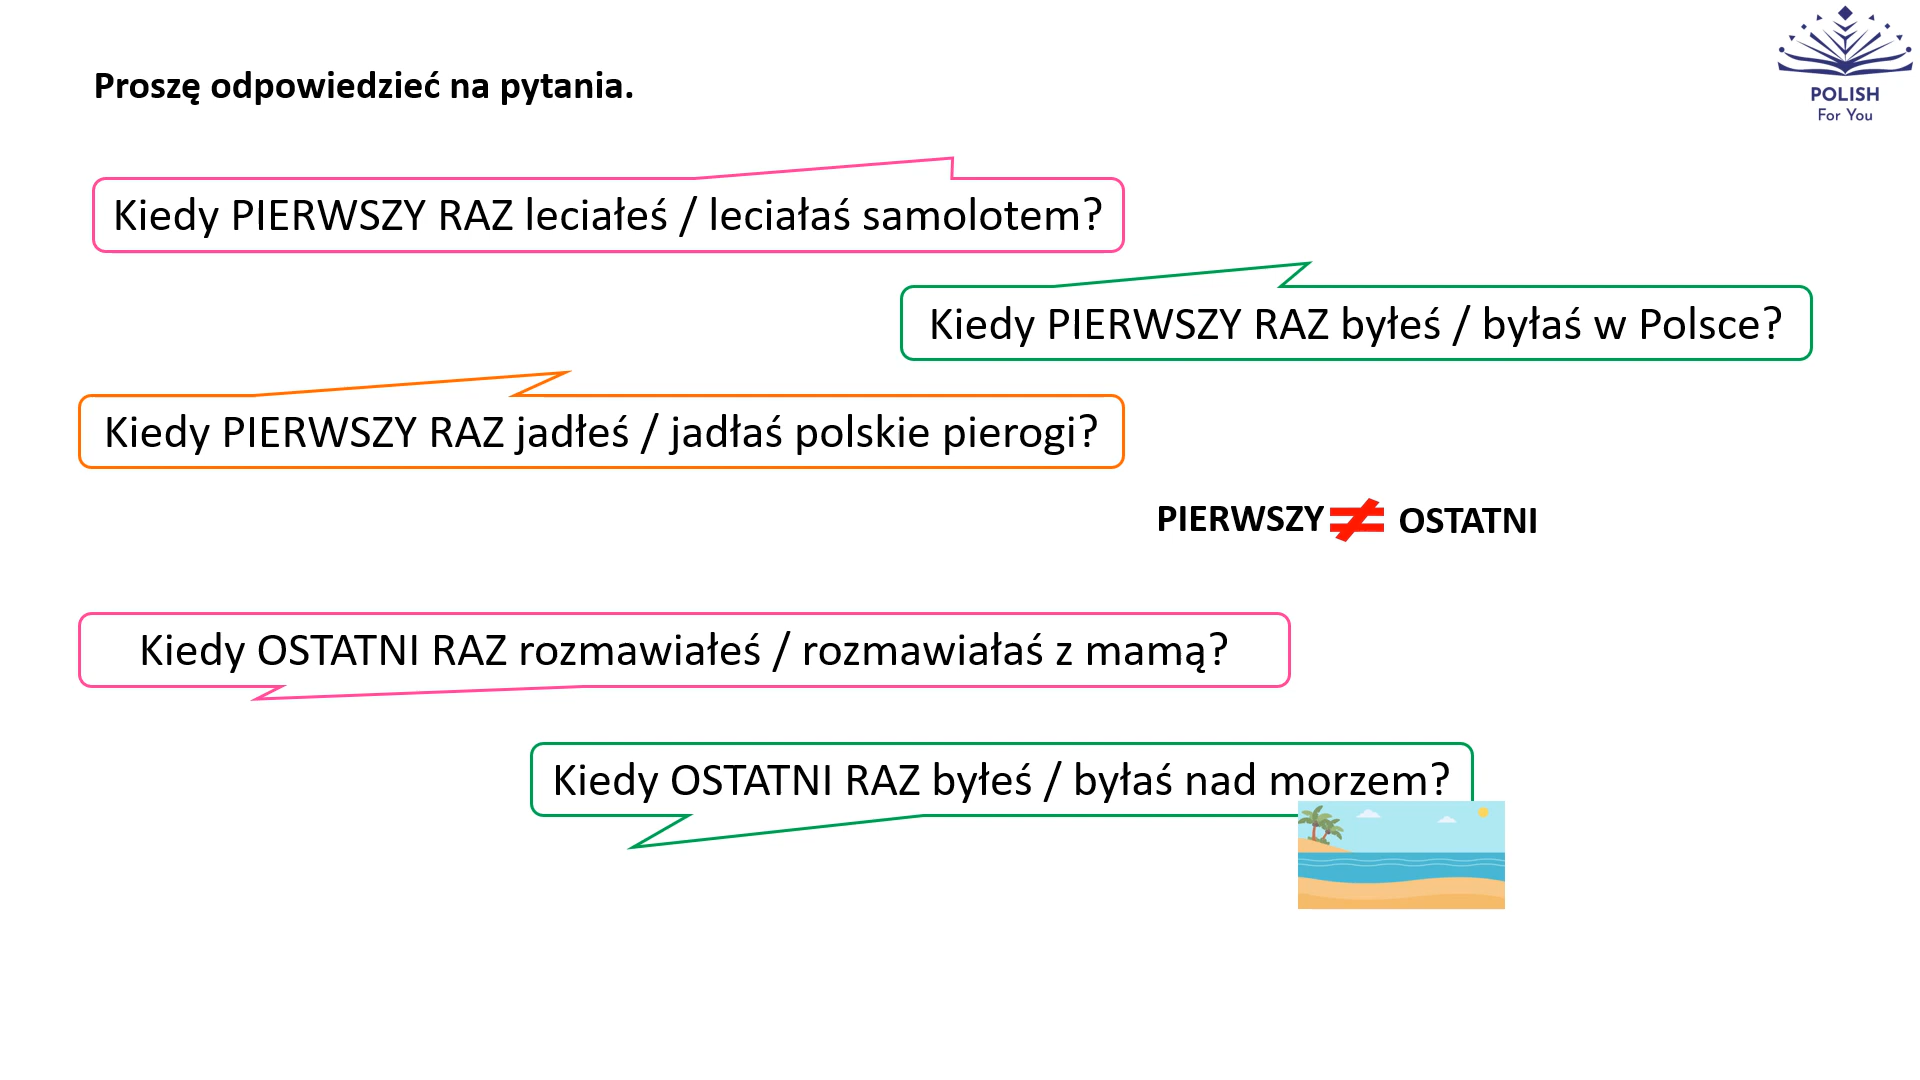 POLISH
For You
Proszę odpowiedzieć na pytania.
Kiedy PIERWSZY RAZ leciałeś / leciałaś samolotem?
Kiedy PIERWSZY RAZ byłeś / byłaś w Polsce?
Kiedy PIERWSZY RAZ jadłeś / jadłaś polskie pierogi?
PIERWSZY ≠ OSTATNI
Kiedy OSTATNI RAZ rozmawiałeś / rozmawiałaś z mamą?
Kiedy OSTATNI RAZ byłeś / byłaś nad morzem?